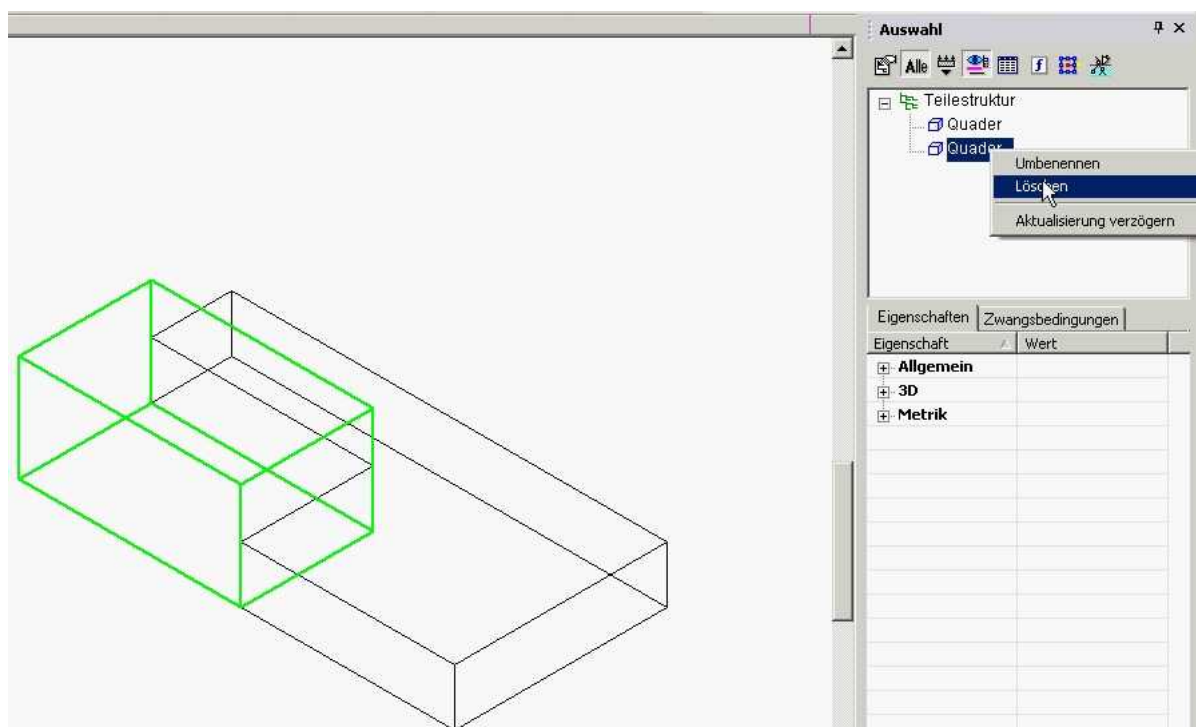 Auswahl
Alle
Teilestruktur
Quader
Quader
Umbenennen
Löschen
Aktualisierung verzögern
Eigenschaften Zwangsbedingungen
Eigenschaft Wert
Allgemein
3D
Metrik